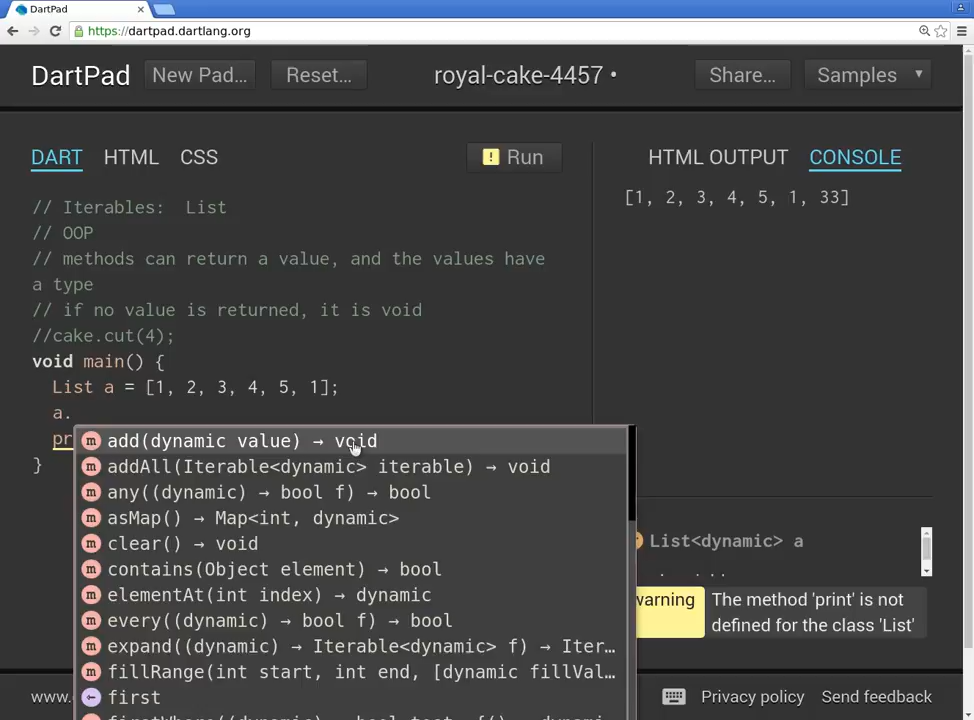 DartPad
https://dartpad.dartlang.org
DartPad New Pad... Reset... royal-cake-4457 • Share... Samples
DART HTML CSS ! Run HTML OUTPUT CONSOLE
[1, 2, 3, 4, 5, 1, 33]
// Iterables:  List
// OOP
// methods can return a value, and the values have
a type
// if no value is returned, it is void
//cake.cut(4);
void main() {
List a = [1, 2, 3, 4, 5, 1];
a.
pr
}
m add(dynamic value) → void
m addAll(Iterable<dynamic> iterable) → void
m any((dynamic) → bool f) → bool
m asMap() → Map<int, dynamic>
m clear() → void
m contains(Object element) → bool
m elementAt(int index) → dynamic
m every((dynamic) → bool f) → bool
m expand((dynamic) → Iterable<dynamic> f) → Iter…
m fillRange(int start, int end, [dynamic fillVal…
first
List<dynamic> a
warning The method 'print' is not
defined for the class 'List'
www. Privacy policy Send feedback